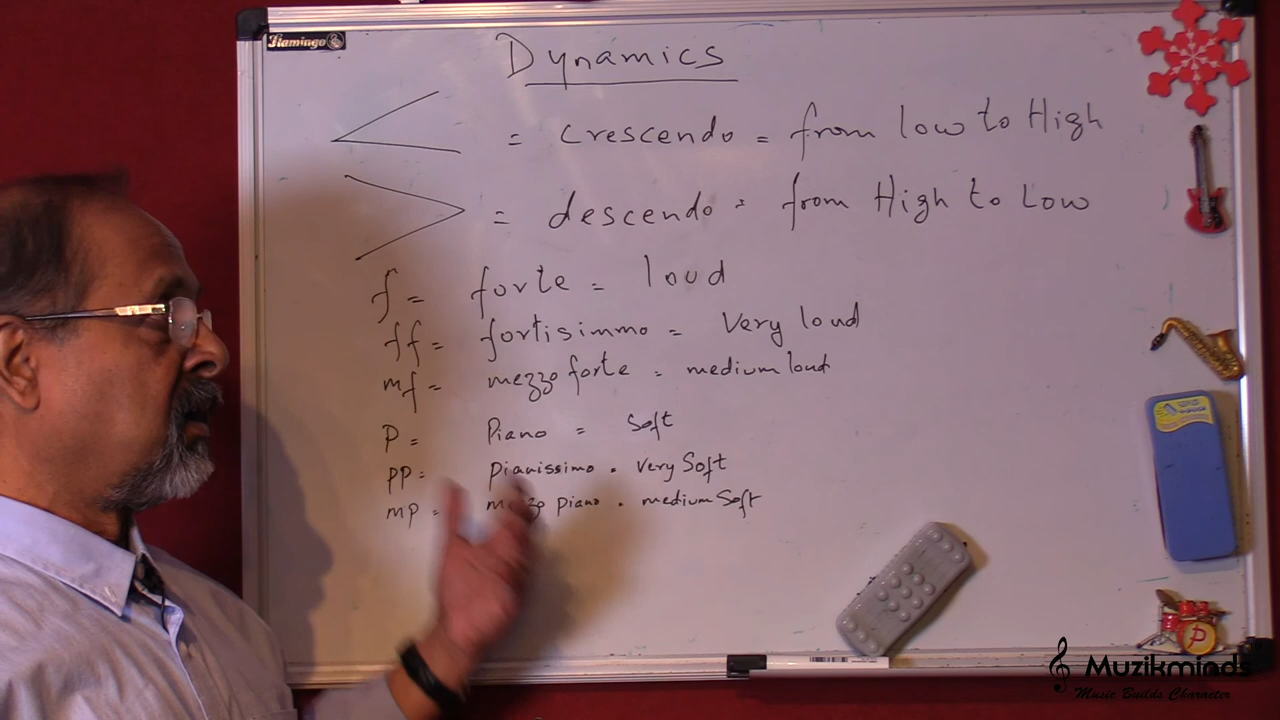 Flamingo
Dynamics
< = Crescendo = from low to High
> = descendo = from High to Low
f = forte = loud
ff = fortisimmo = Very loud
mf = mezzo forte = medium loud
P = Piano = Soft
PP = Pianissimo = Very Soft
mp = mezzo piano = medium Soft
Muzikminds
Music Builds Character